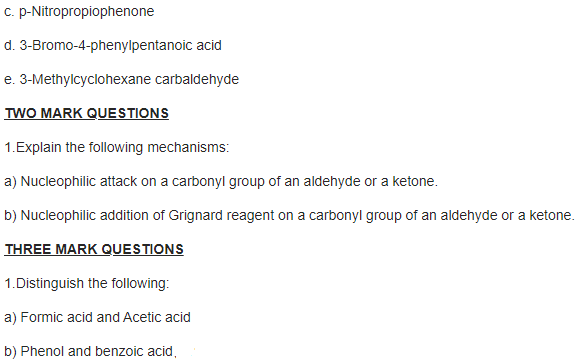 c. p-Nitropropiophenone
d. 3-Bromo-4-phenylpentanoic acid
e. 3-Methylcyclohexane carbaldehyde
TWO MARK QUESTIONS
1.Explain the following mechanisms:
a) Nucleophilic attack on a carbonyl group of an aldehyde or a ketone.
b) Nucleophilic addition of Grignard reagent on a carbonyl group of an aldehyde or a ketone.
THREE MARK QUESTIONS
1.Distinguish the following:
a) Formic acid and Acetic acid
b) Phenol and benzoic acid.